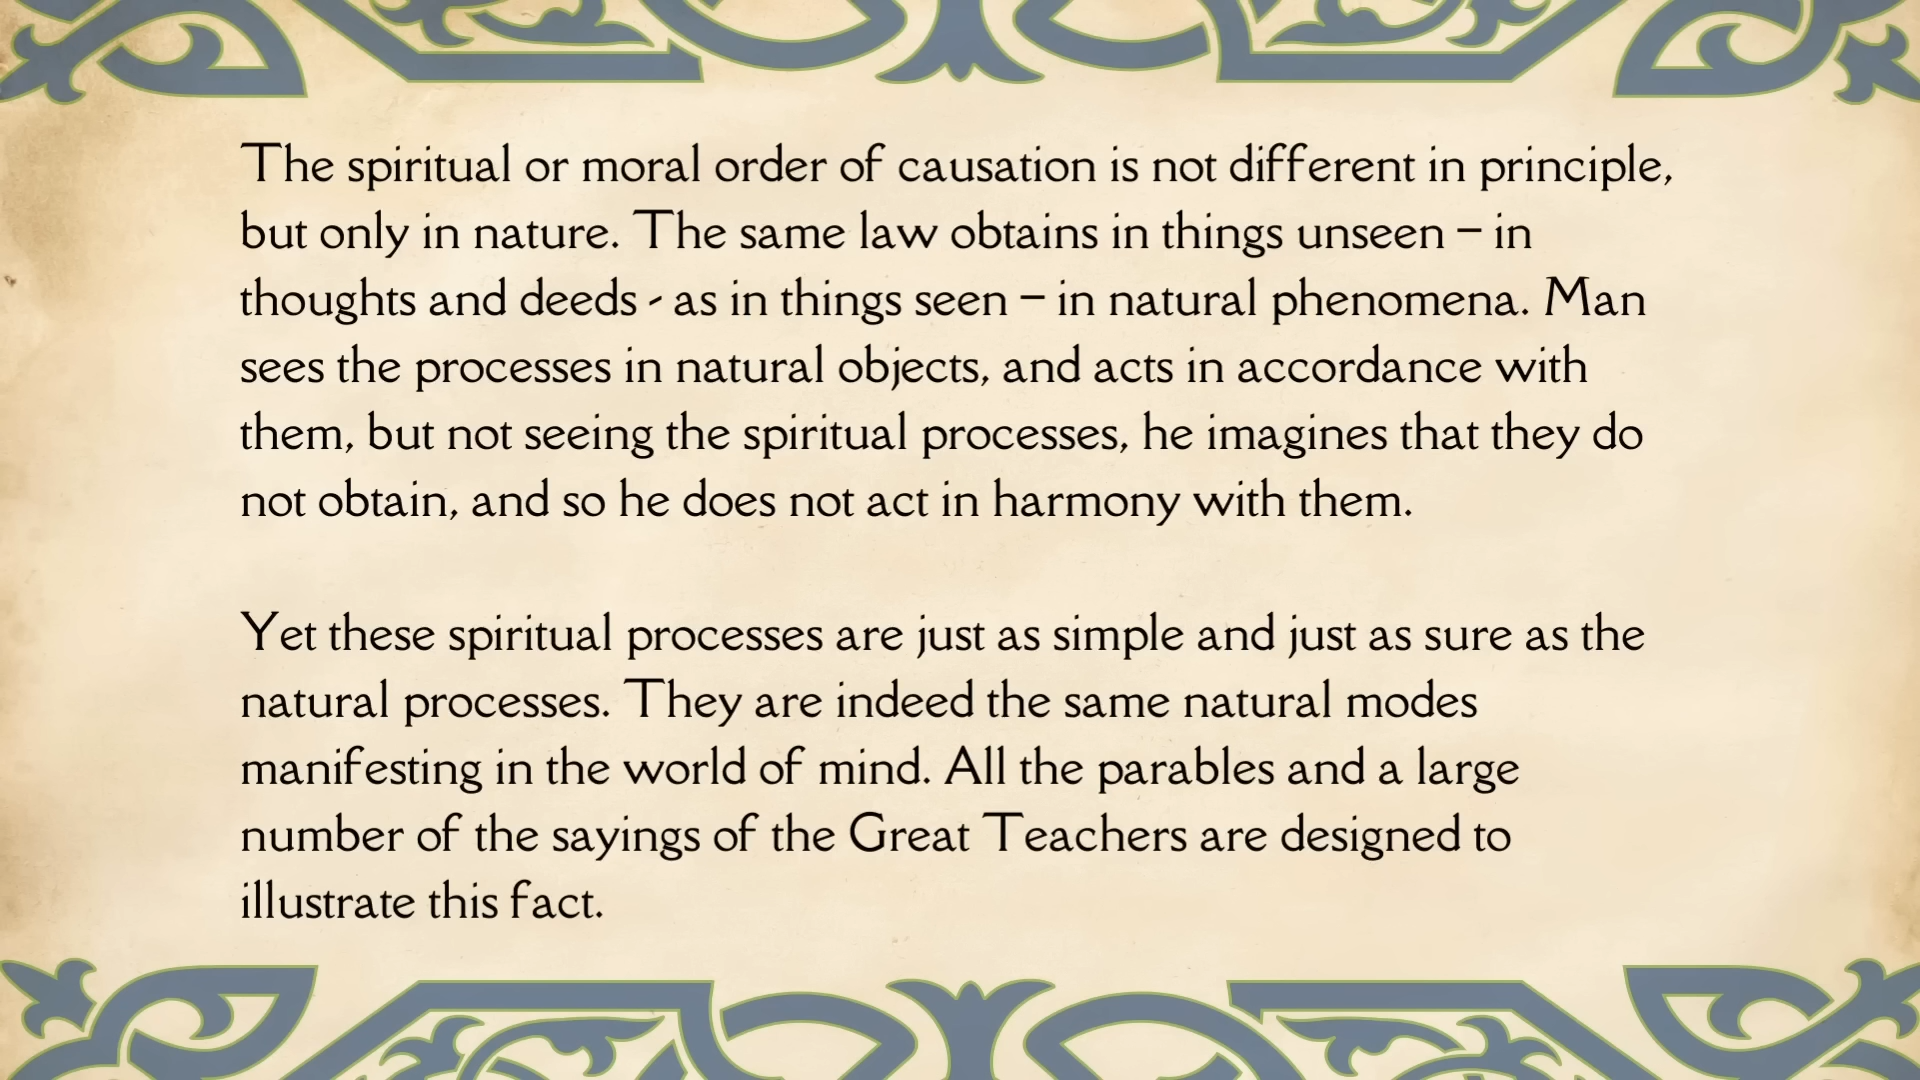 The spiritual or moral order of causation is not different in principle,
but only in nature. The same law obtains in things unseen – in
thoughts and deeds - as in things seen – in natural phenomena. Man
sees the processes in natural objects, and acts in accordance with
them, but not seeing the spiritual processes, he imagines that they do
not obtain, and so he does not act in harmony with them.
Yet these spiritual processes are just as simple and just as sure as the
natural processes. They are indeed the same natural modes
manifesting in the world of mind. All the parables and a large
number of the sayings of the Great Teachers are designed to
illustrate this fact.